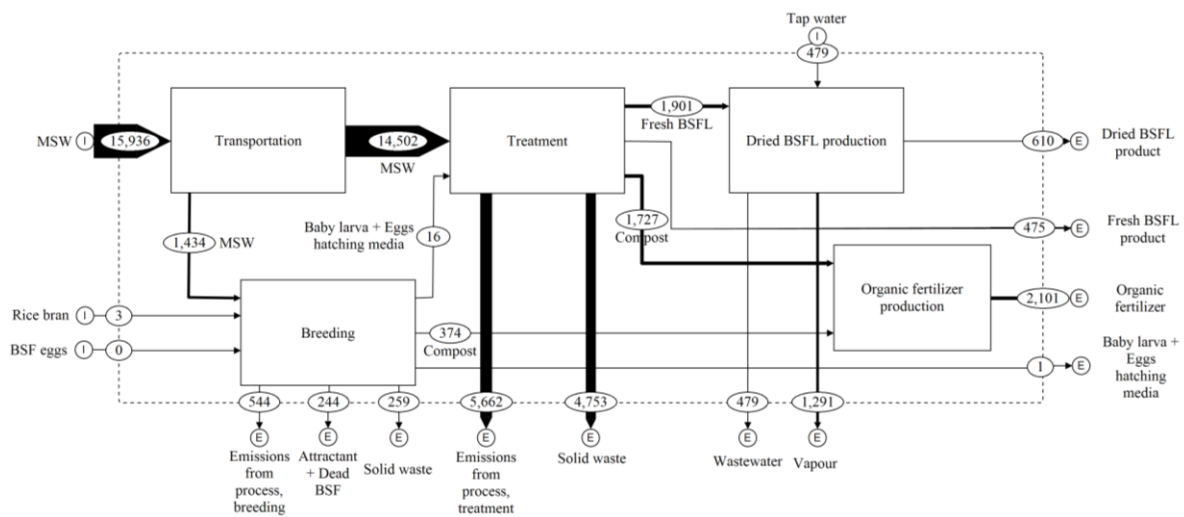 Tap water
I
479
MSW
I
15,936
Transportation
14,502
MSW
Treatment
1,901
Fresh BSFL
Dried BSFL production
610
E
Dried BSFL
product
1,434
MSW
Baby larva + Eggs
hatching media
16
1,727
Compost
475
E
Fresh BSFL
product
Organic fertilizer
production
2,101
E
Organic
fertilizer
Rice bran
I
3
BSF eggs
I
0
Breeding
374
Compost
1
E
Baby larva +
Eggs
hatching
media
544
244
259
5,662
4,753
479
1,291
E
E
E
E
E
E
E
Emissions
from
process,
breeding
Attractant
+ Dead
BSF
Solid waste
Emissions
from
process,
treatment
Solid waste
Wastewater
Vapour